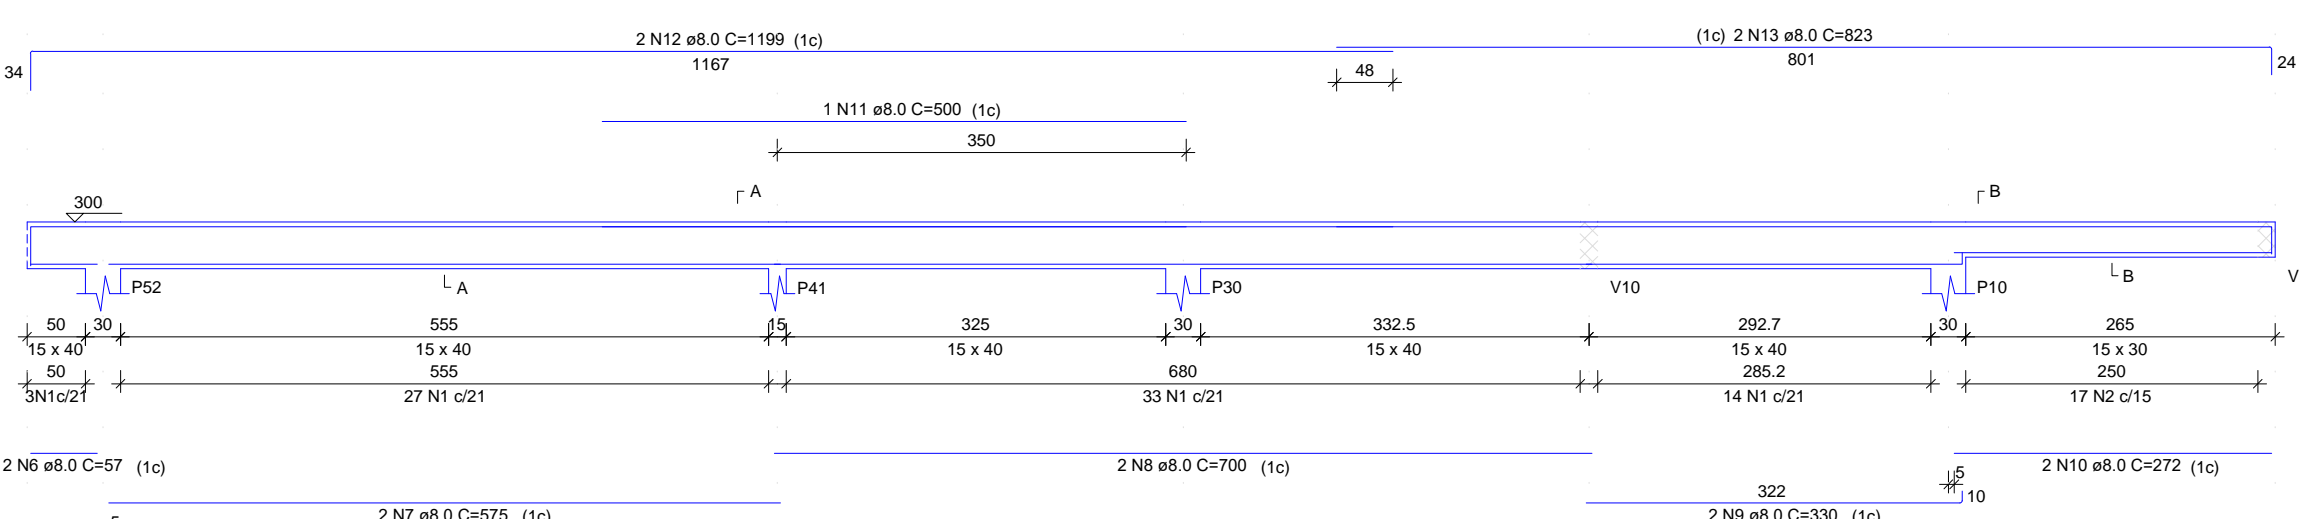 2 N12 ø8.0 C=1199 (1c)
(1c) 2 N13 ø8.0 C=823
34
1167
48
801
24
1 N11 ø8.0 C=500 (1c)
350
A
B
300
P52
A
P41
P30
V10
P10
B
V
50 30 555 15 325 30 332.5 292.7 30 265
15 x 40 15 x 40 15 x 40 15 x 40 15 x 40 15 x 30
50 555 680 285.2 250
3N1c/21 27 N1 c/21 33 N1 c/21 14 N1 c/21 17 N2 c/15
2 N6 ø8.0 C=57 (1c)
2 N8 ø8.0 C=700 (1c)
2 N10 ø8.0 C=272 (1c)
5
322
10
2 N7 ø8.0 C=575 (1c)
2 N9 ø8.0 C=330 (1c)